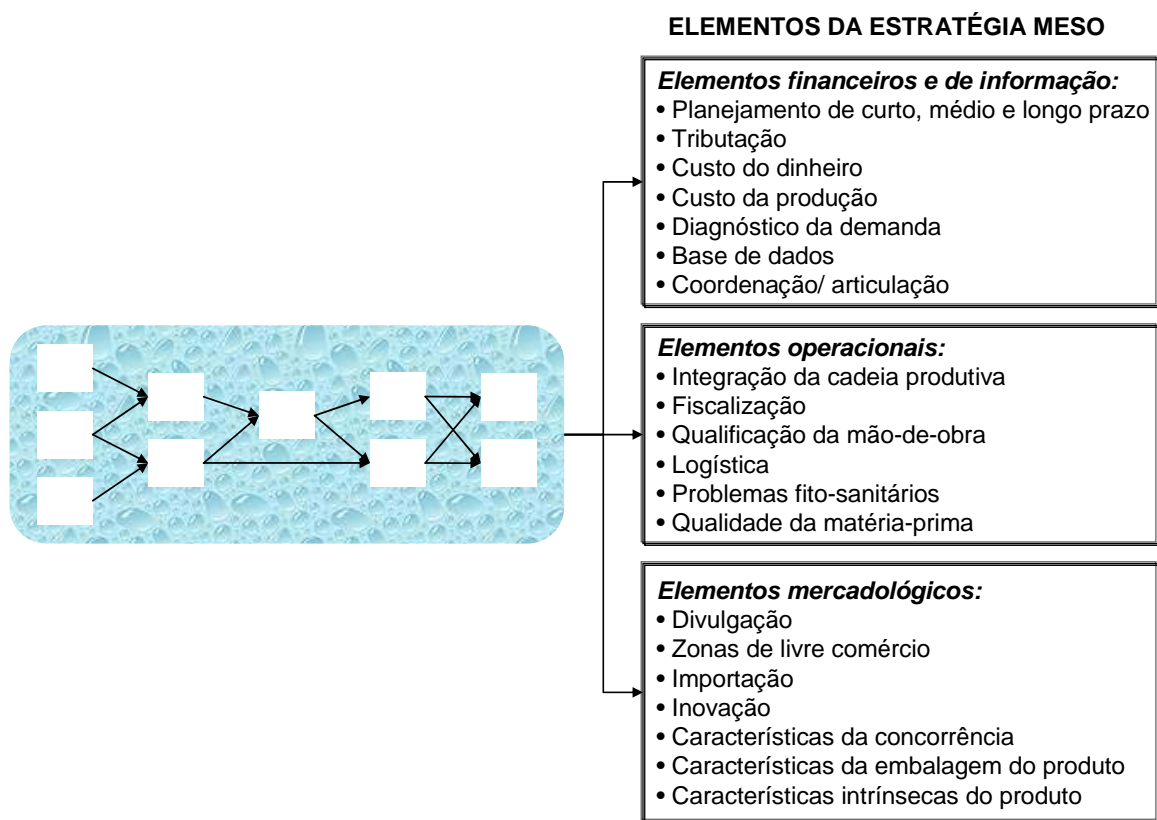 ELEMENTOS DA ESTRATÉGIA MESO
Elementos financeiros e de informação:
• Planejamento de curto, médio e longo prazo
• Tributação
• Custo do dinheiro
• Custo da produção
• Diagnóstico da demanda
• Base de dados
• Coordenação/ articulação
Elementos operacionais:
• Integração da cadeia produtiva
• Fiscalização
• Qualificação da mão-de-obra
• Logística
• Problemas fito-sanitários
• Qualidade da matéria-prima
Elementos mercadológicos:
• Divulgação
• Zonas de livre comércio
• Importação
• Inovação
• Características da concorrência
• Características da embalagem do produto
• Características intrínsecas do produto